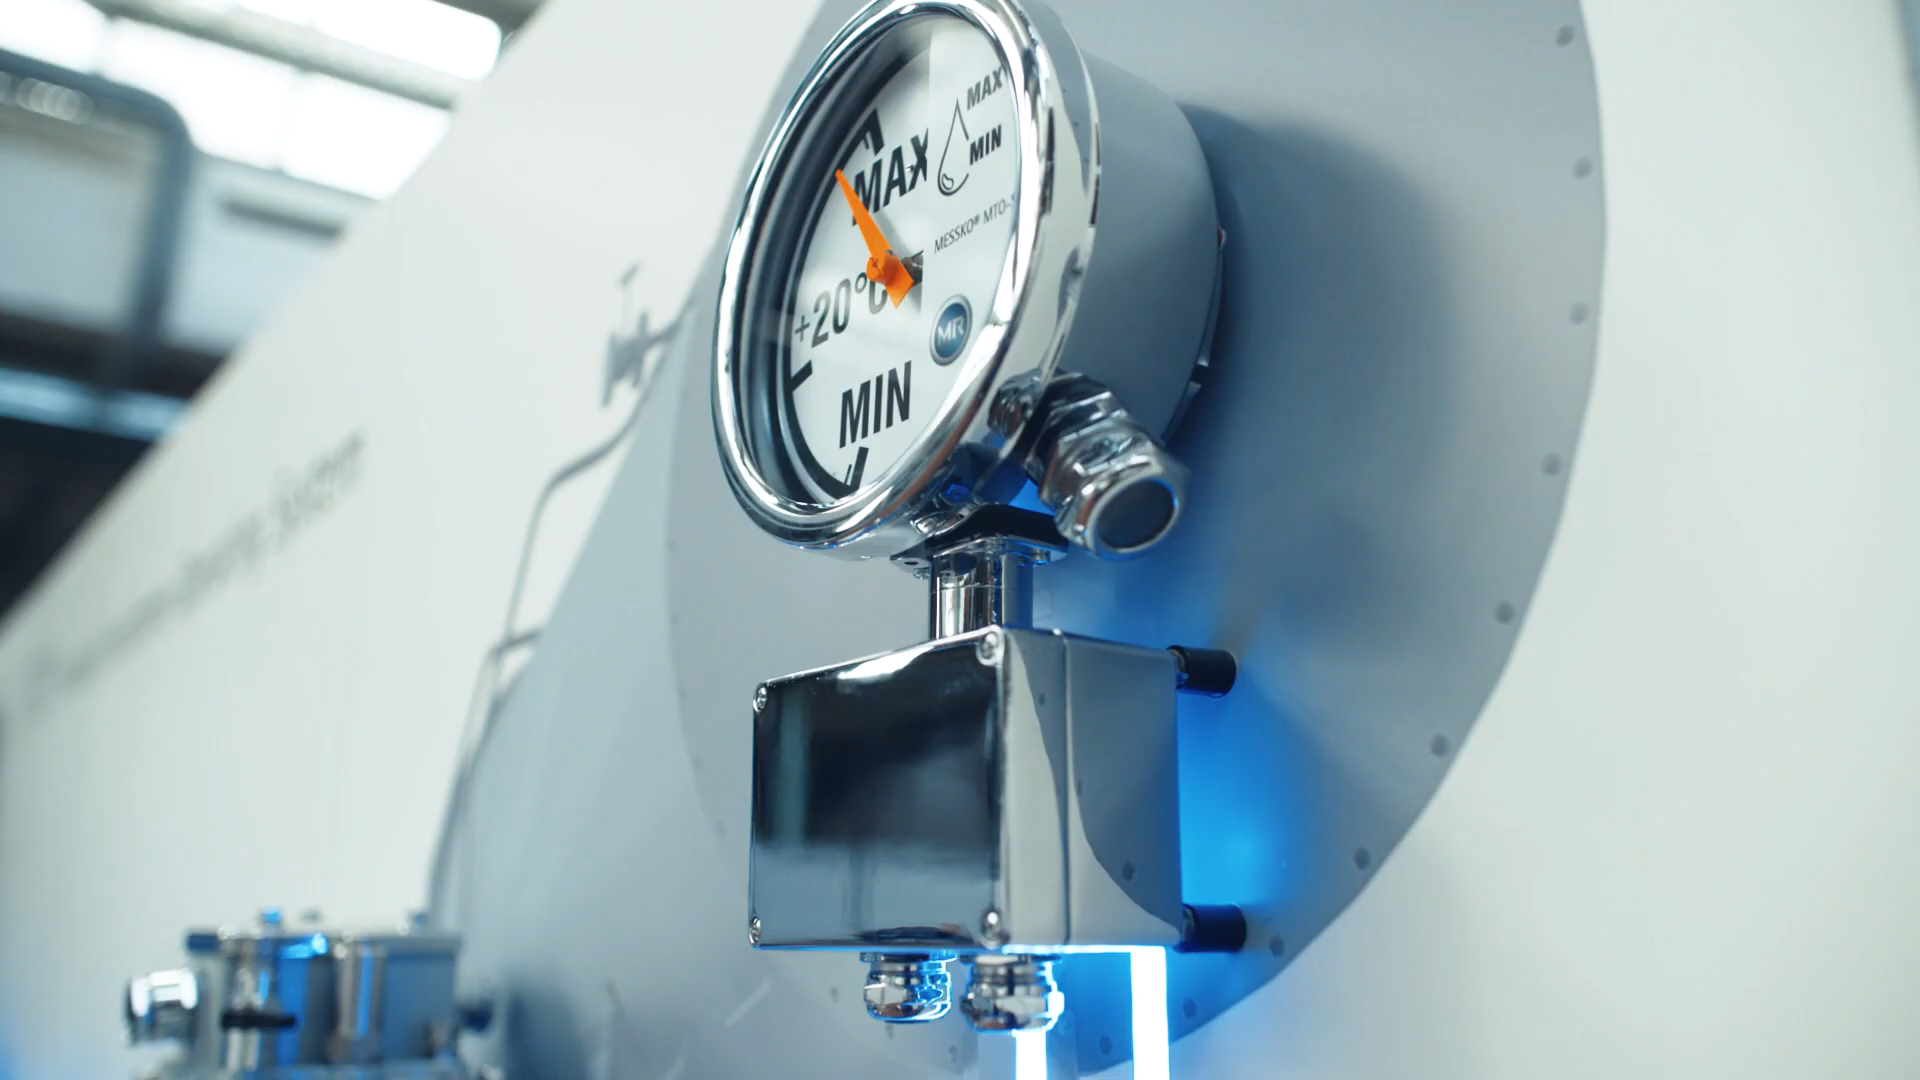 MAX
MIN
MAX
MESSKO® MTO-
+20°C
MR
MIN